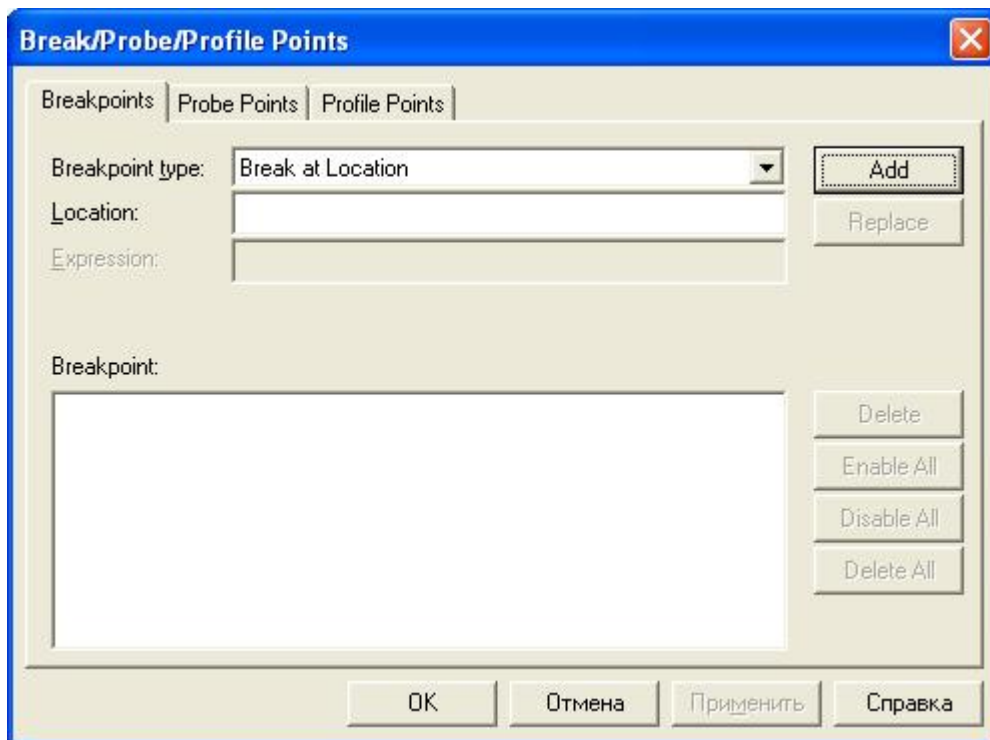 Break/Probe/Profile Points
Breakpoints Probe Points Profile Points
Breakpoint type: Break at Location Add
Location: Replace
Expression:
Breakpoint:
Delete
Enable All
Disable All
Delete All
OK Отмена Применить Справка